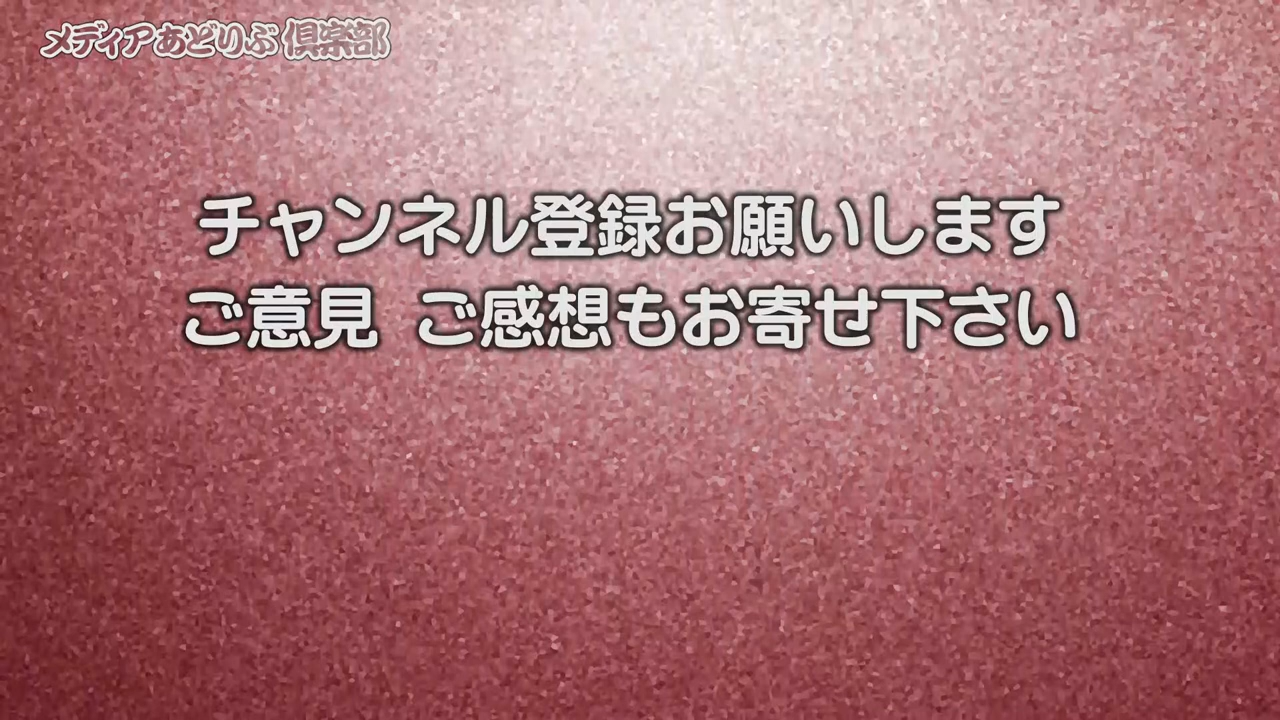 メディアあどりぶ倶楽部
チャンネル登録お願いします
ご意見 ご感想もお寄せ下さい